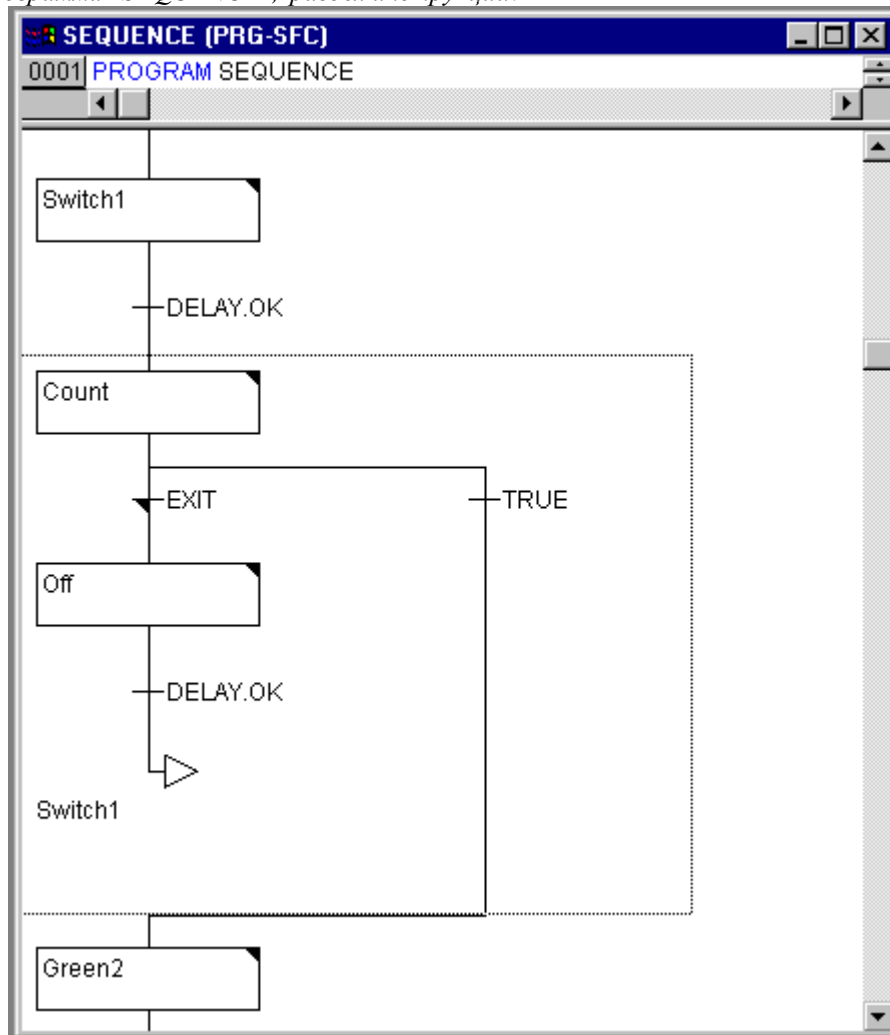 SEQUENCE (PRG-SFC)
0001 PROGRAM SEQUENCE
Switch1
DELAY.OK
Count
EXIT
TRUE
Off
DELAY.OK
Switch1
Green2